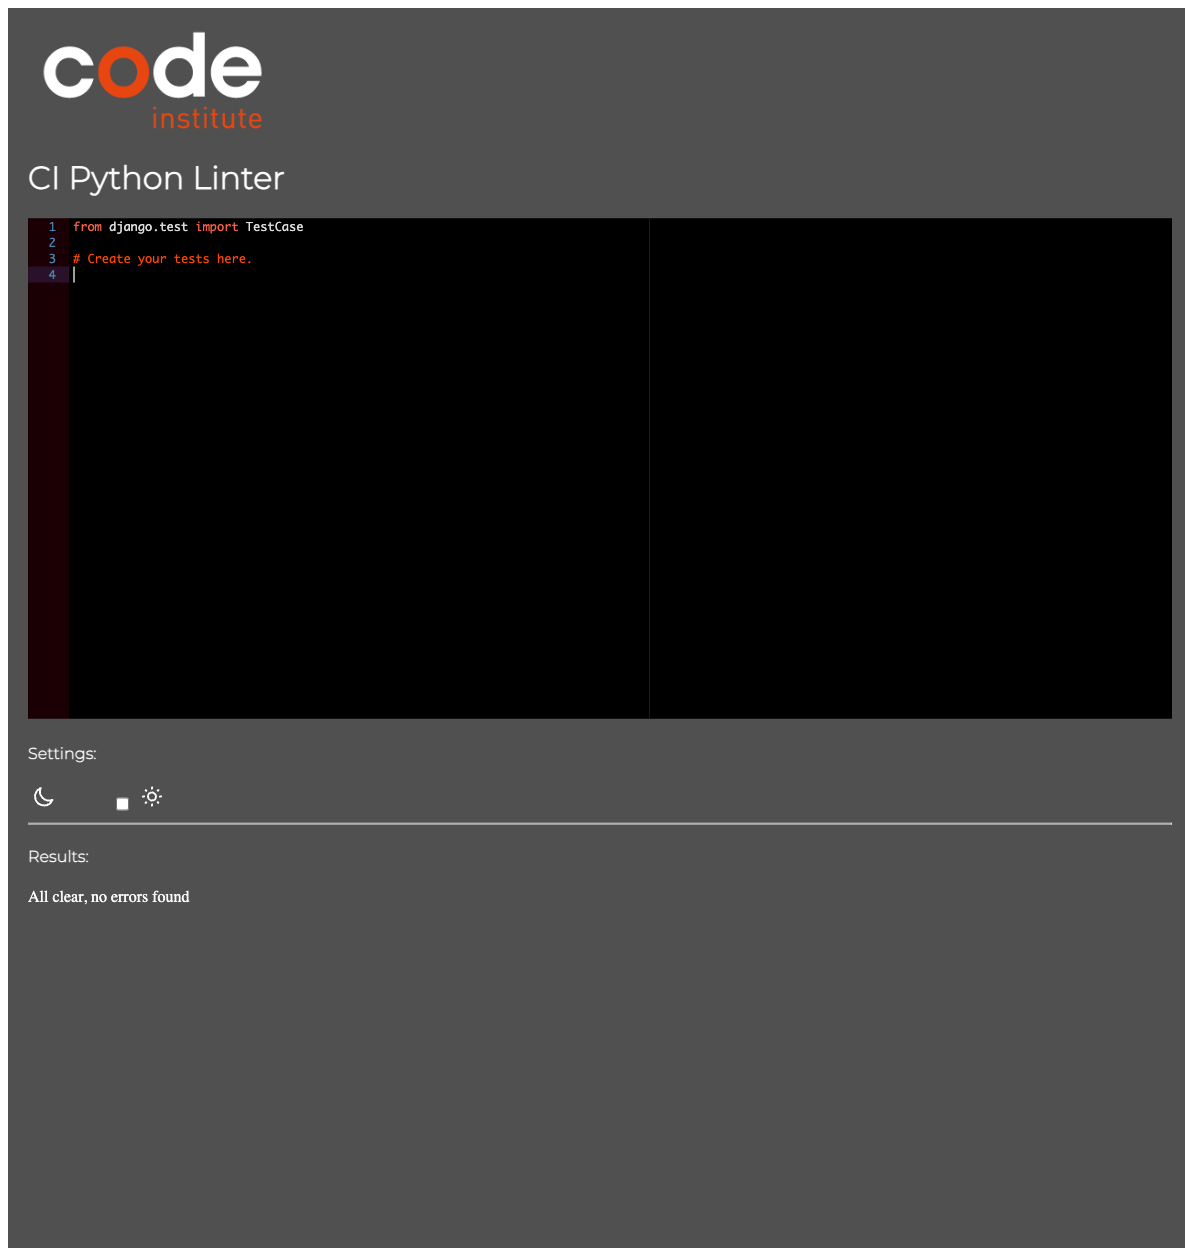 code
institute
CI Python Linter
1 from django.test import TestCase
2
3 # Create your tests here.
4
Settings:
Results:
All clear, no errors found